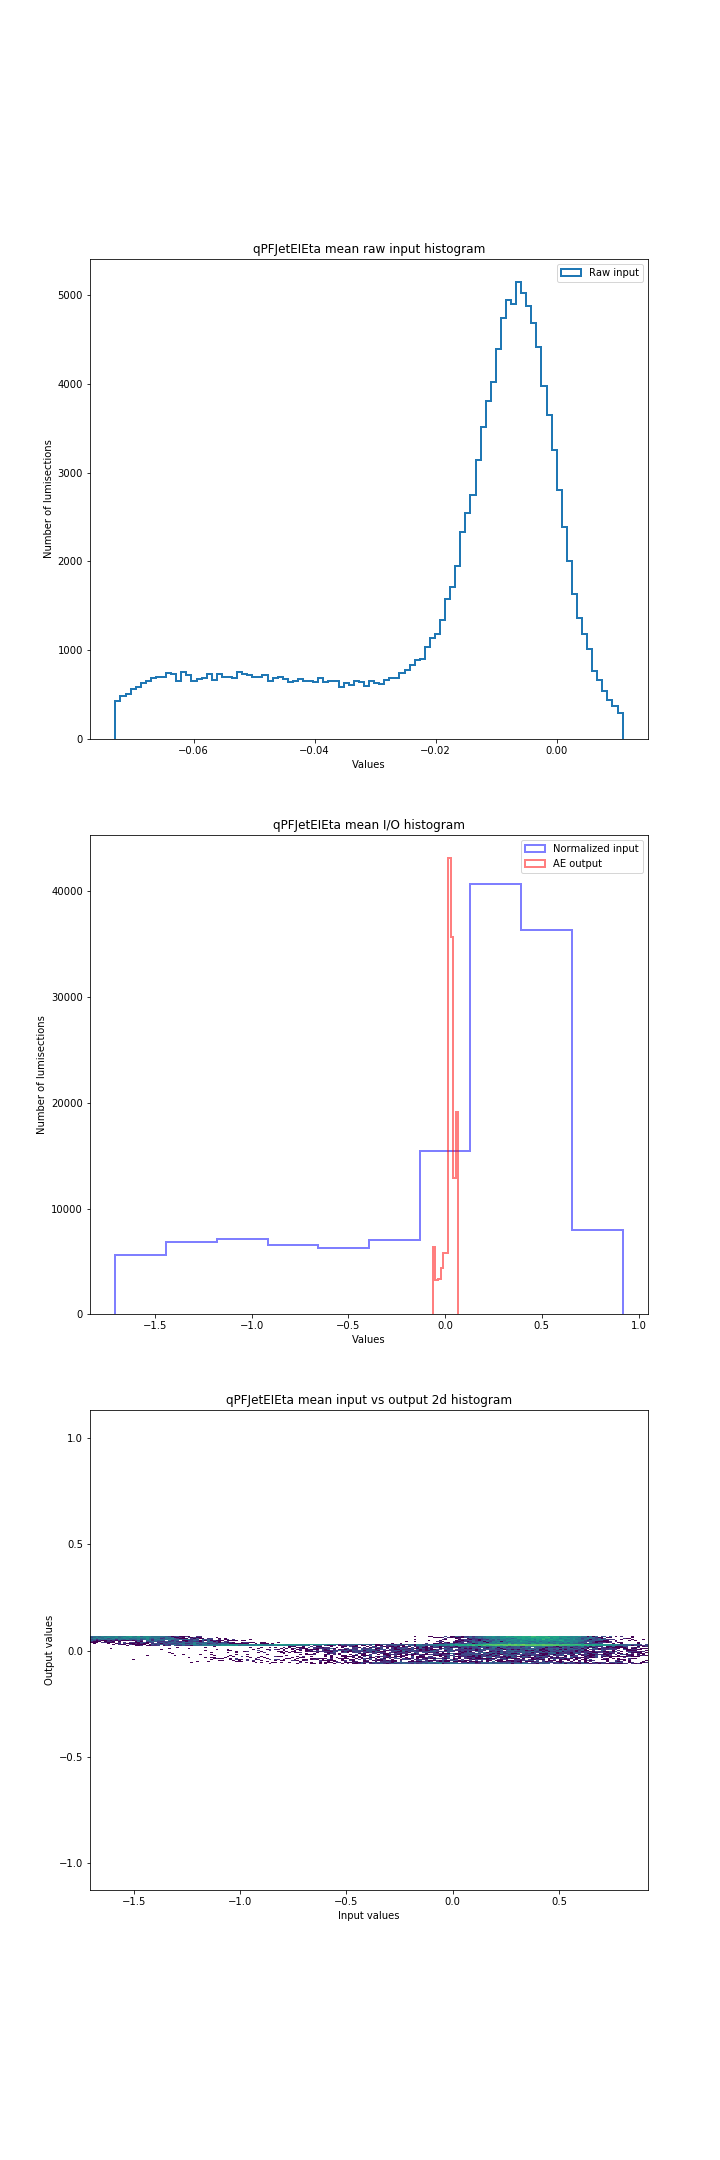 qPFJetEIEta mean raw input histogram
Raw input
5000
4000
3000
2000
1000
0
Number of lumisections
−0.06 −0.04 −0.02 0.00
Values
qPFJetEIEta mean I/O histogram
Normalized input
AE output
40000
30000
20000
10000
0
Number of lumisections
−1.5 −1.0 −0.5 0.0 0.5 1.0
Values
qPFJetEIEta mean input vs output 2d histogram
1.0
0.5
0.0
−0.5
−1.0
Output values
−1.5 −1.0 −0.5 0.0 0.5
Input values